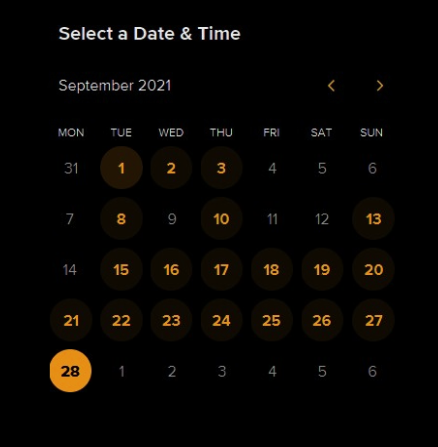 Select a Date & Time
September 2021
MON TUE WED THU FRI SAT SUN
31 1 2 3 4 5 6
7 8 9 10 11 12 13
14 15 16 17 18 19 20
21 22 23 24 25 26 27
28 1 2 3 4 5 6